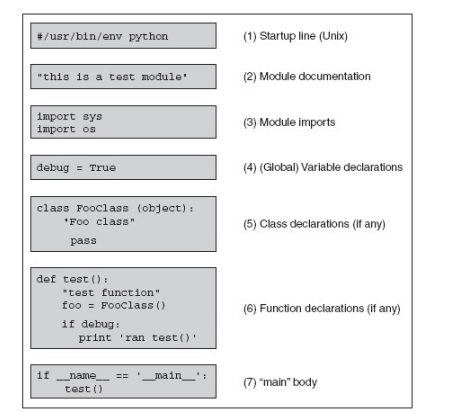 #/usr/bin/env python
(1) Startup line (Unix)
"this is a test module"
(2) Module documentation
import sys
import os
(3) Module imports
debug = True
(4) (Global) Variable declarations
class FooClass (object):
"Foo class"
pass
(5) Class declarations (if any)
def test():
"test function"
foo = FooClass()
if debug:
print 'ran test()'
(6) Function declarations (if any)
if __name__ == '__main__':
test()
(7) “main” body